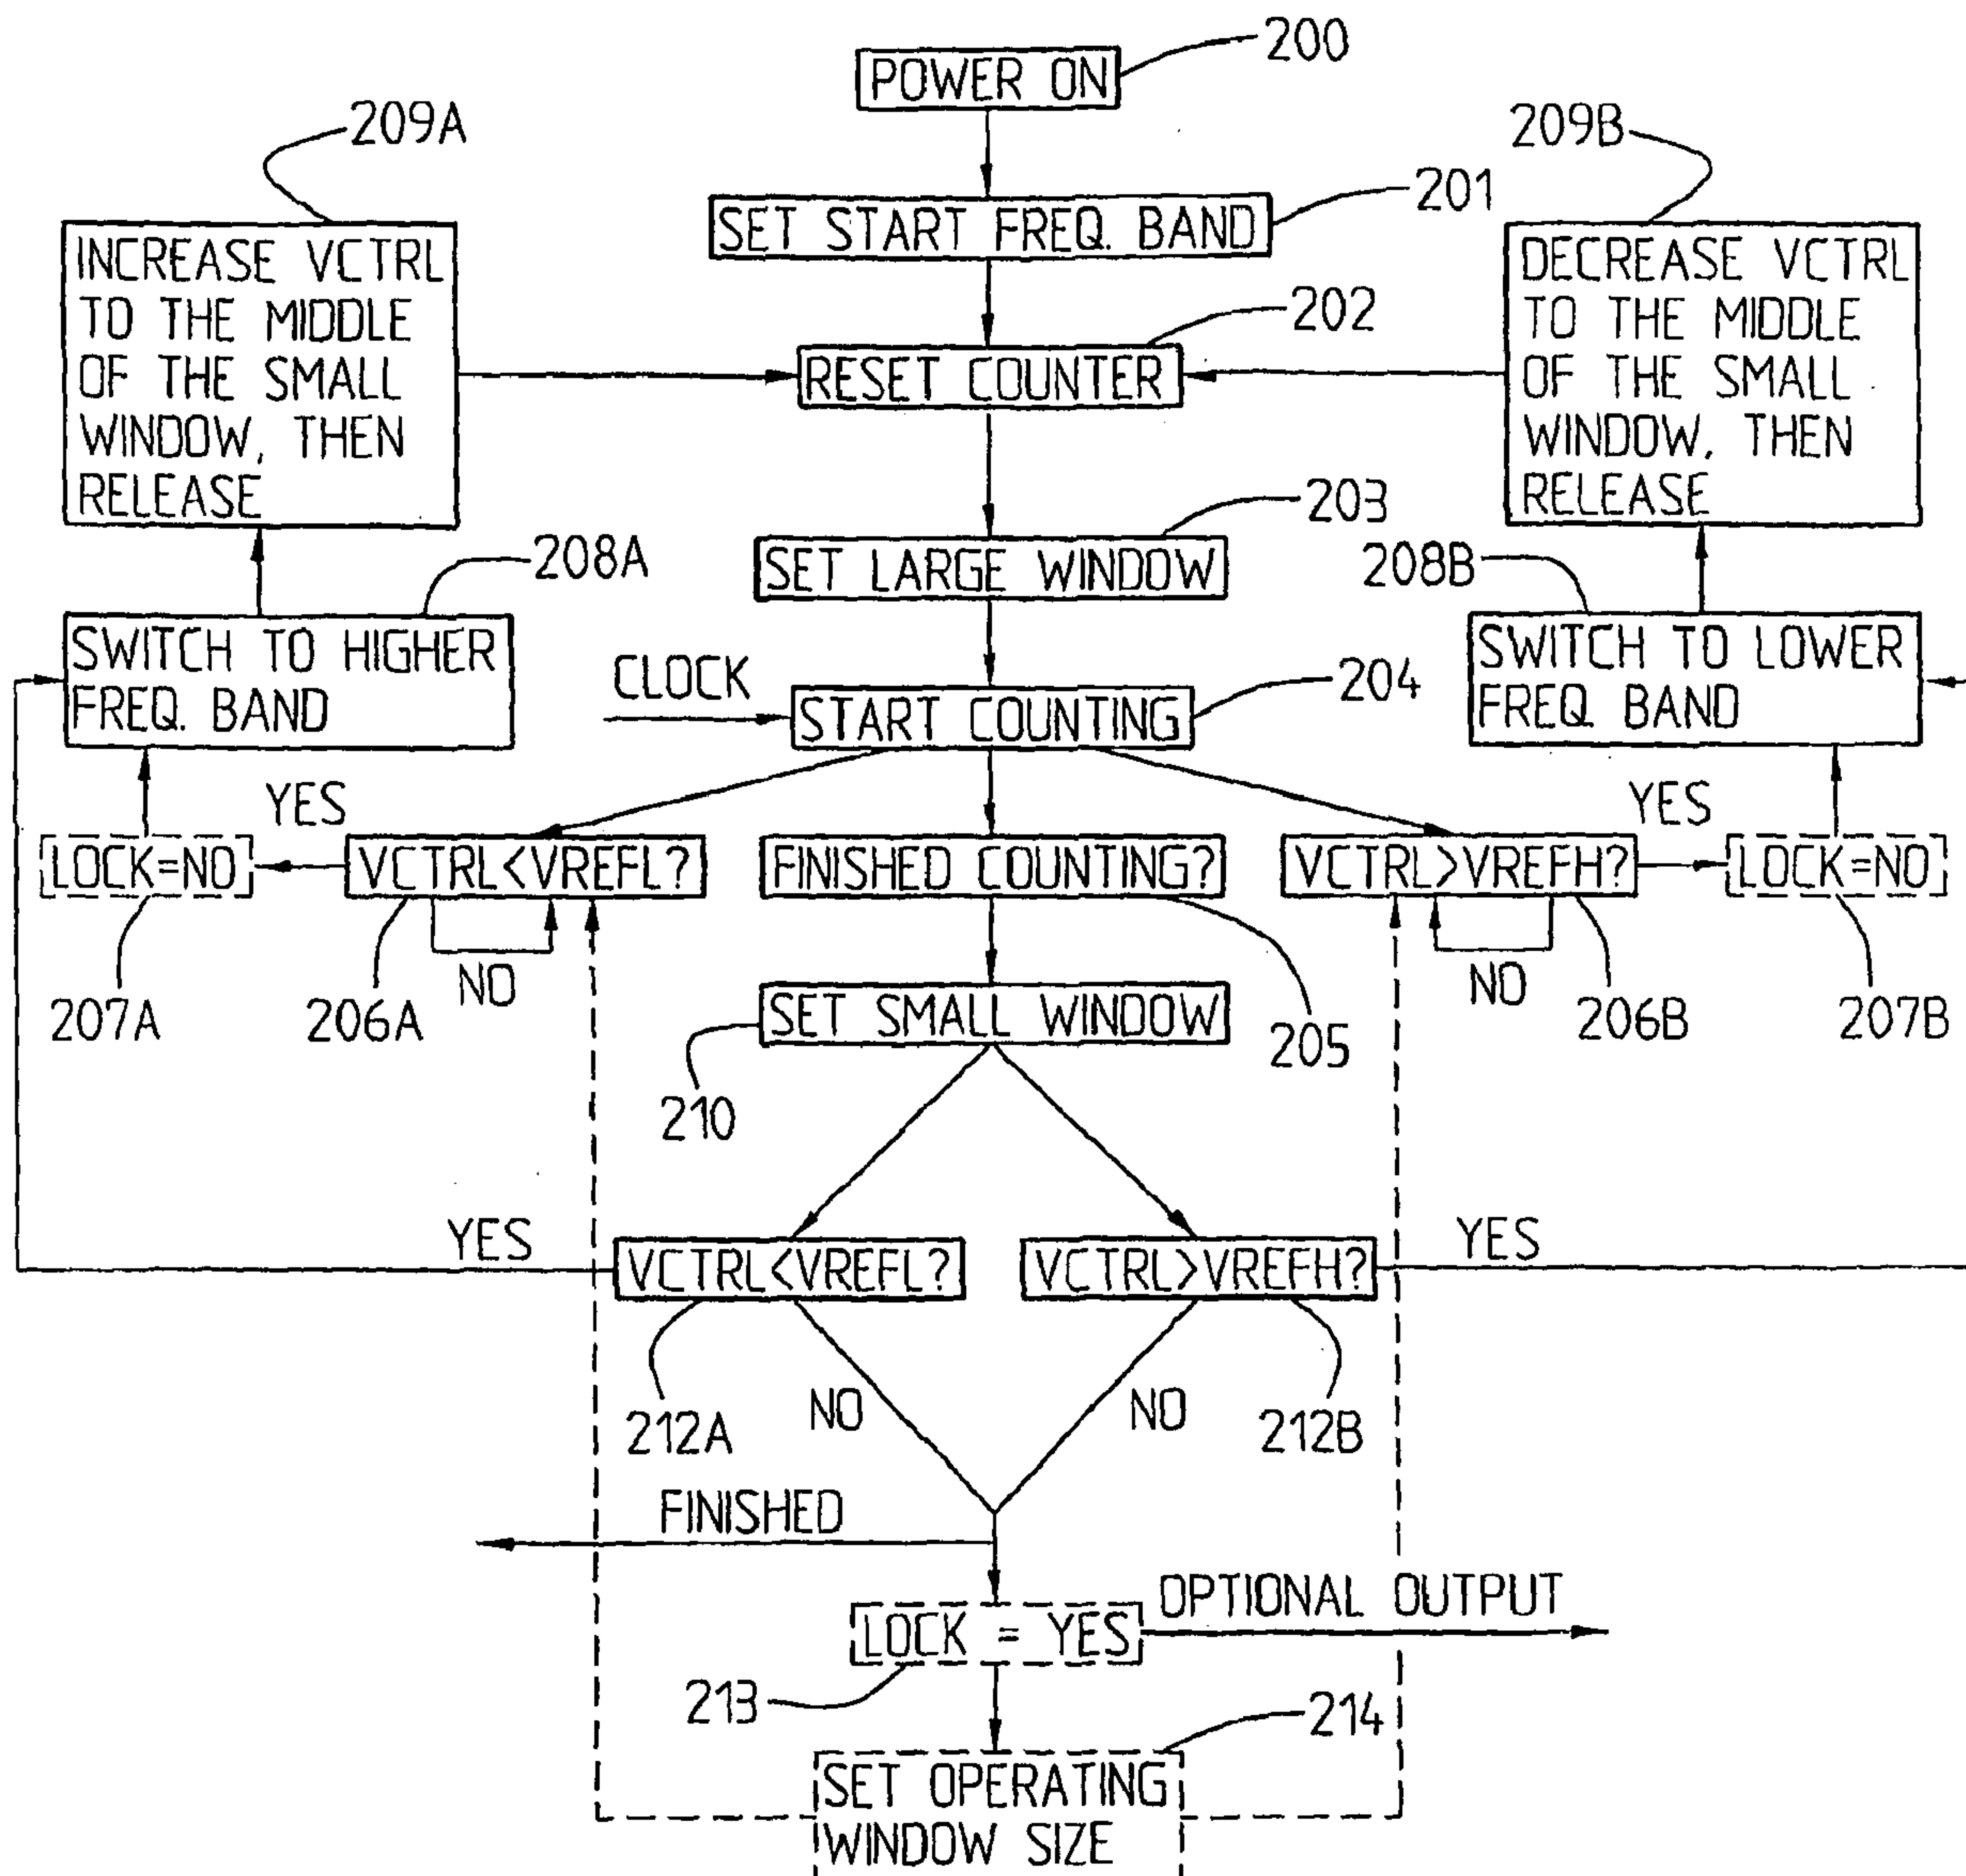 200
POWER ON
209A
209B
201
SET START FREQ. BAND
INCREASE VCTRL
TO THE MIDDLE
OF THE SMALL
WINDOW, THEN
RELEASE
DECREASE VCTRL
TO THE MIDDLE
OF THE SMALL
WINDOW, THEN
RELEASE
202
RESET COUNTER
203
SET LARGE WINDOW
208A
208B
SWITCH TO HIGHER
FREQ. BAND
SWITCH TO LOWER
FREQ. BAND
CLOCK
204
START COUNTING
YES
YES
LOCK=NO
VCTRL<VREFL?
FINISHED COUNTING?
VCTRL>VREFH?
LOCK=NO
NO
NO
207A
206A
205
206B
207B
SET SMALL WINDOW
210
YES
VCTRL<VREFL?
VCTRL>VREFH?
YES
212A
NO
NO
212B
FINISHED
OPTIONAL OUTPUT
LOCK = YES
213
214
SET OPERATING
WINDOW SIZE